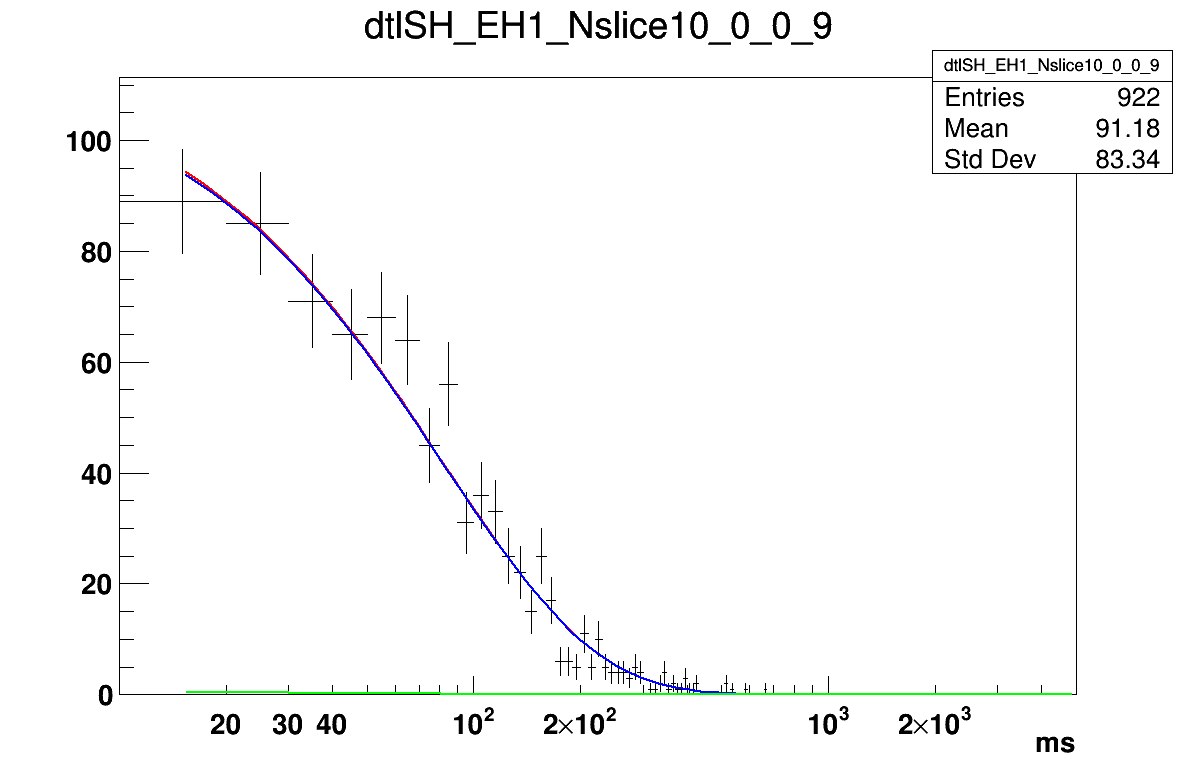 dtlSH_EH1_Nslice10_0_0_9
dtlSH_EH1_Nslice10_0_0_9
Entries 922
Mean 91.18
Std Dev 83.34
100
80
60
40
20
0
20 30 40 10² 2×10² 10³ 2×10³
ms